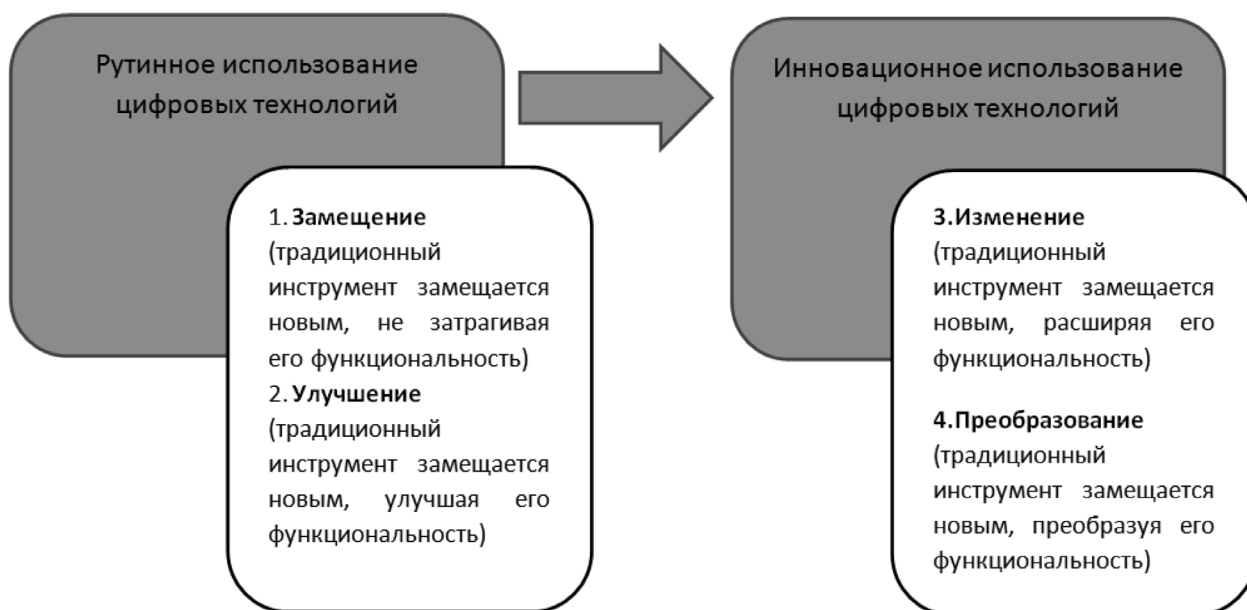 Рутинное использование
цифровых технологий
1. Замещение
(традиционный
инструмент замещается
новым, не затрагивая
его функциональность)
2. Улучшение
(традиционный
инструмент замещается
новым, улучшая его
функциональность)
Инновационное использование
цифровых технологий
3.Изменение
(традиционный
инструмент замещается
новым, расширяя его
функциональность)
4.Преобразование
(традиционный
инструмент замещается
новым, преобразуя его
функциональность)